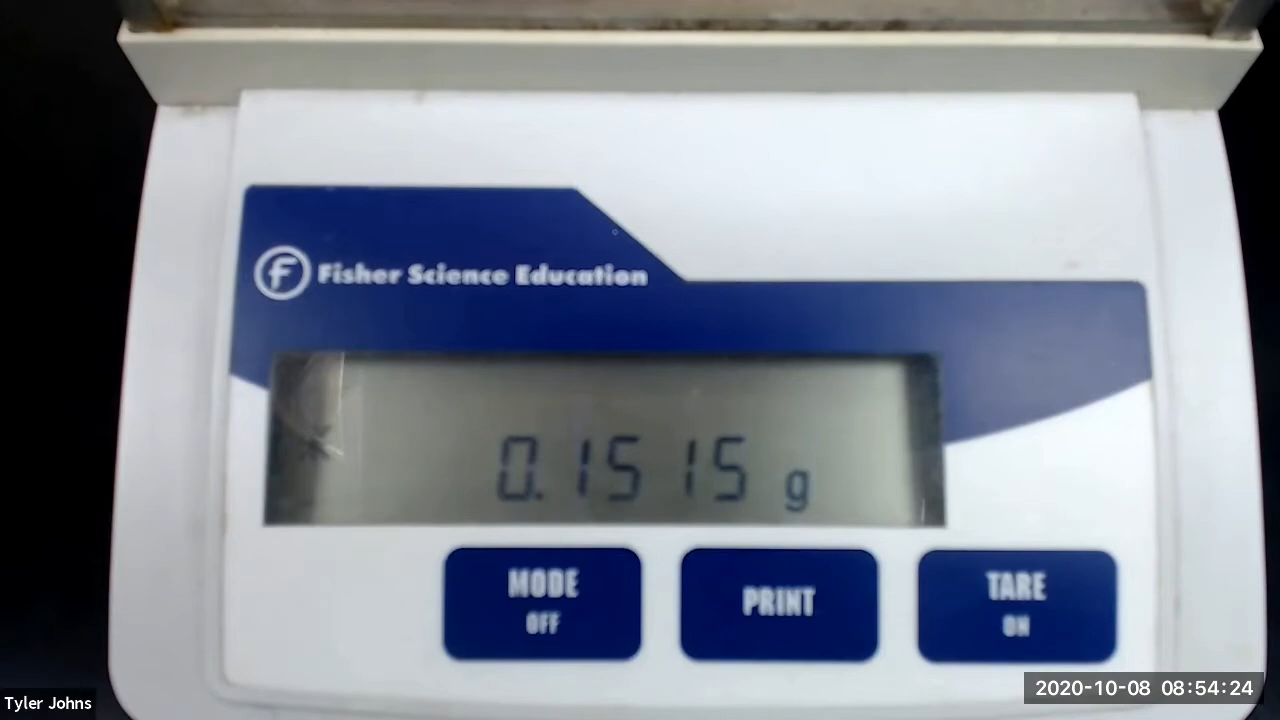 Fisher Science Education
0.1515 g
MODE
OFF
PRINT
TARE
ON
Tyler Johns
2020-10-08 08:54:24